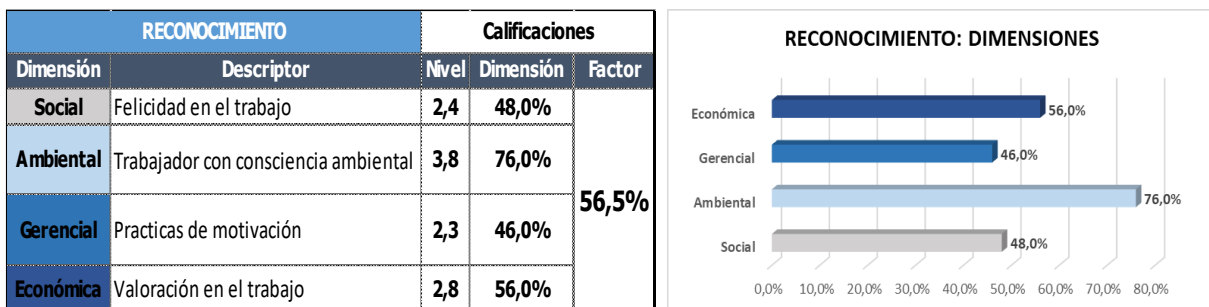 RECONOCIMIENTO Calificaciones
Dimensión Descriptor Nivel Dimensión Factor
Social Felicidad en el trabajo 2,4 48,0%
Ambiental Trabajador con consciencia ambiental 3,8 76,0%
56,5%
Gerencial Practicas de motivación 2,3 46,0%
Económica Valoración en el trabajo 2,8 56,0%
RECONOCIMIENTO: DIMENSIONES
Económica 56,0%
Gerencial 46,0%
Ambiental 76,0%
Social 48,0%
0,0% 10,0% 20,0% 30,0% 40,0% 50,0% 60,0% 70,0% 80,0%